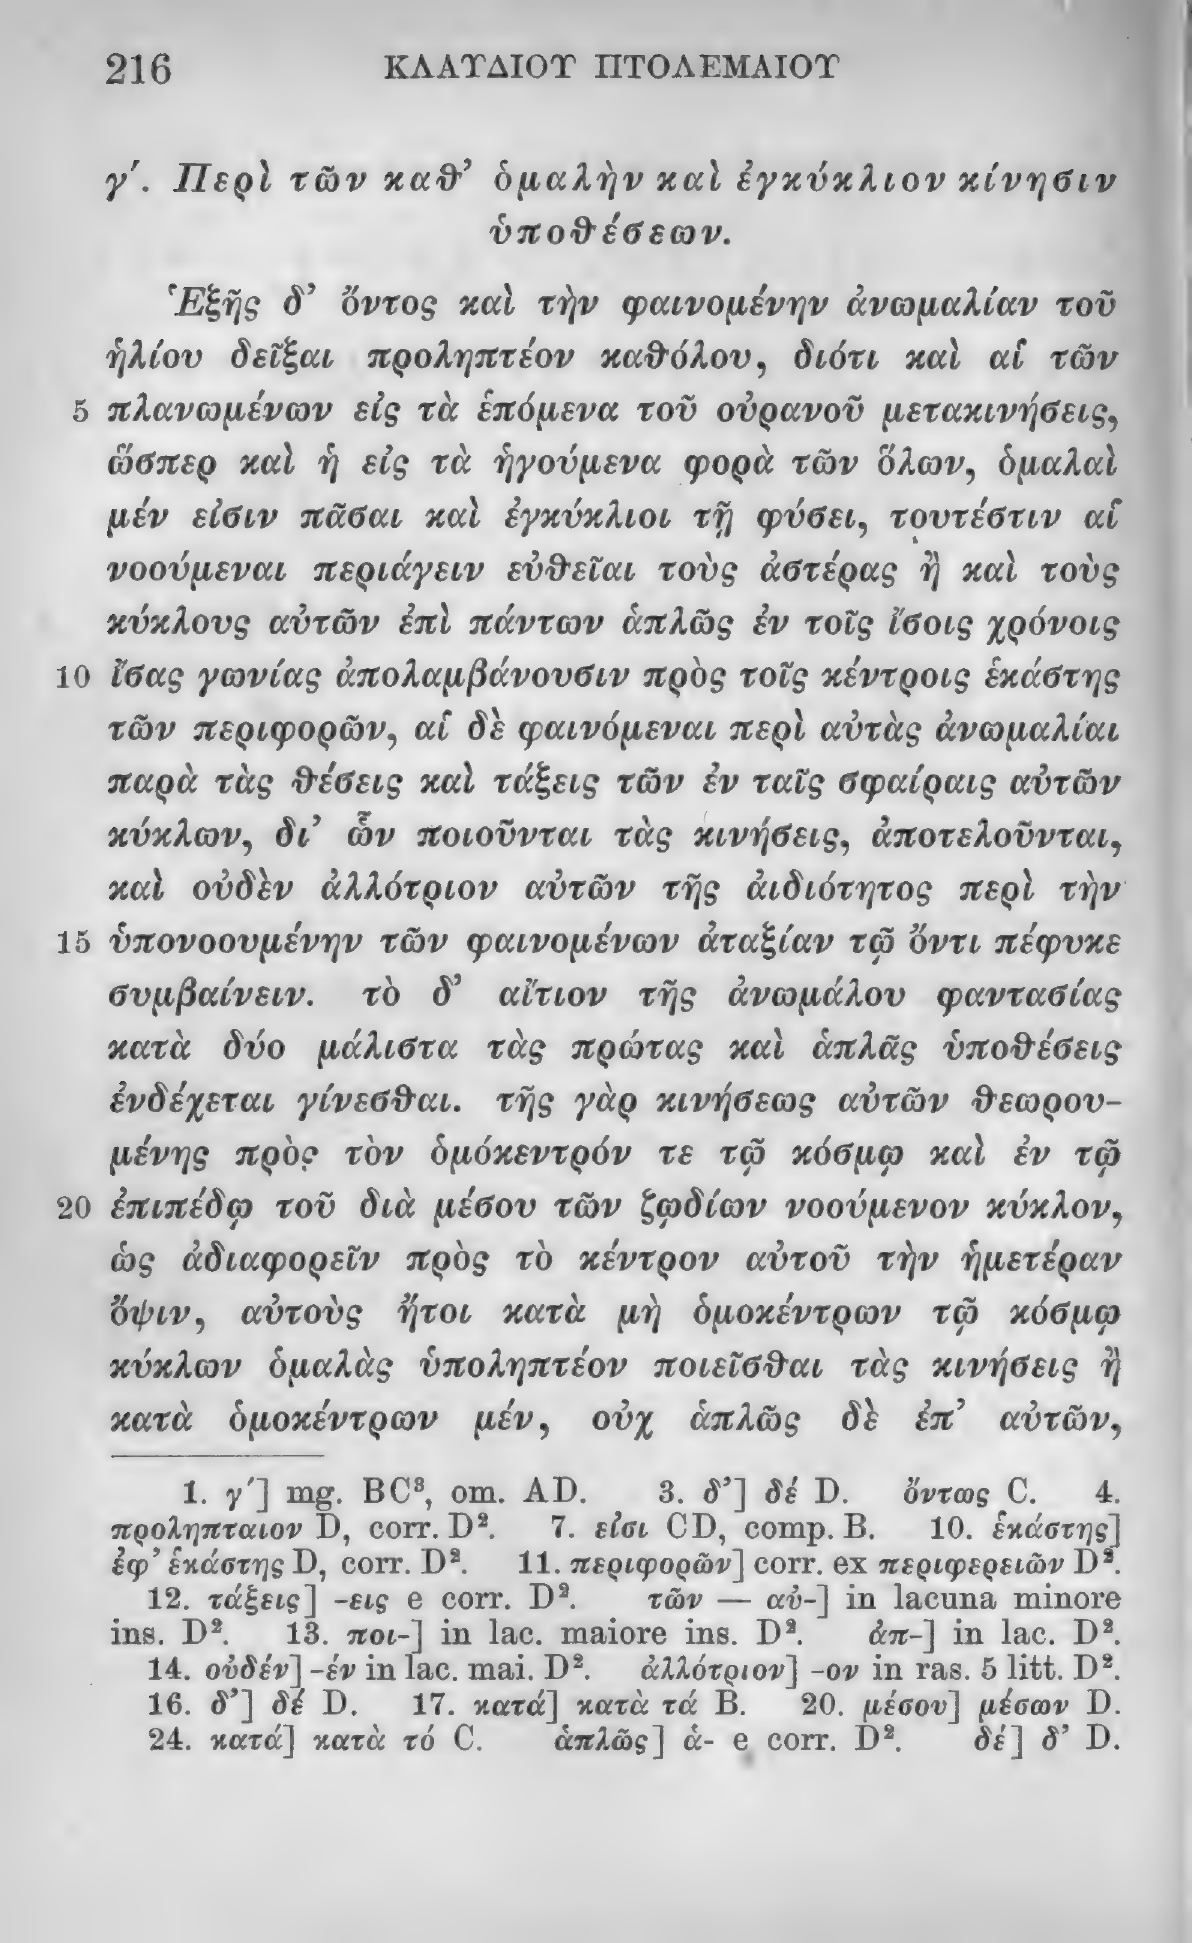 216 ΚΛΑΥΔΙΟΥ ΠΤΟΛΕΜΑΙΟΥ
γ΄. Περὶ τῶν καθ’ ὁμαλὴν καὶ ἐγκύκλιον κίνησιν
ὑποθέσεων.
Ἑξῆς δ’ ὄντος καὶ τὴν φαινομένην ἀνωμαλίαν τοῦ
ἡλίου δεῖξαι προληπτέον καθόλου, διότι καὶ αἱ τῶν
5 πλανωμένων εἰς τὰ ἑπόμενα τοῦ οὐρανοῦ μετακινήσεις,
ὥσπερ καὶ ἡ εἰς τὰ ἡγούμενα φορὰ τῶν ὅλων, ὁμαλαὶ
μέν εἰσιν πᾶσαι καὶ ἐγκύκλιοι τῇ φύσει, τουτέστιν αἱ
νοούμεναι περιάγειν εὐθεῖαι τοὺς ἀστέρας ἢ καὶ τοὺς
κύκλους αὐτῶν ἐπὶ πάντων ἁπλῶς ἐν τοῖς ἴσοις χρόνοις
10 ἴσας γωνίας ἀπολαμβάνουσιν πρὸς τοῖς κέντροις ἑκάστης
τῶν περιφορῶν, αἱ δὲ φαινόμεναι περὶ αὐτὰς ἀνωμαλίαι
παρὰ τὰς θέσεις καὶ τάξεις τῶν ἐν ταῖς σφαίραις αὐτῶν
κύκλων, δι’ ὧν ποιοῦνται τὰς κινήσεις, ἀποτελοῦνται,
καὶ οὐδὲν ἀλλότριον αὐτῶν τῆς ἀιδιότητος περὶ τὴν
15 ὑπονοουμένην τῶν φαινομένων ἀταξίαν τῷ ὄντι πέφυκε
συμβαίνειν. τὸ δ’ αἴτιον τῆς ἀνωμάλου φαντασίας
κατὰ δύο μάλιστα τὰς πρώτας καὶ ἁπλᾶς ὑποθέσεις
ἐνδέχεται γίνεσθαι. τῆς γὰρ κινήσεως αὐτῶν θεωρου-
μένης πρὸς τὸν ὁμόκεντρόν τε τῷ κόσμῳ καὶ ἐν τῷ
20 ἐπιπέδῳ τοῦ διὰ μέσου τῶν ζῳδίων νοούμενον κύκλον,
ὡς ἀδιαφορεῖν πρὸς τὸ κέντρον αὐτοῦ τὴν ἡμετέραν
ὄψιν, αὐτοὺς ἤτοι κατὰ μὴ ὁμοκέντρων τῷ κόσμῳ
κύκλων ὁμαλὰς ὑποληπτέον ποιεῖσθαι τὰς κινήσεις ἢ
κατὰ ὁμοκέντρων μέν, οὐχ ἁπλῶς δὲ ἐπ’ αὐτῶν,
1. γ΄] mg. BC³, om. AD. 3. δ’] δέ D. ὄντως C. 4.
προληπταιον D, corr. D². 7. εἰσι CD, comp. B. 10. ἑκάστης]
ἐφ’ ἑκάστης D, corr. D². 11. περιφορῶν] corr. ex περιφερειῶν D².
12. τάξεις] -εις e corr. D². τῶν — αὐ-] in lacuna minore
ins. D². 13. ποι-] in lac. maiore ins. D². ἀπ-] in lac. D².
14. οὐδέν] -έν in lac. mai. D². ἀλλότριον] -ον in ras. 5 litt. D².
16. δ’] δέ D. 17. κατά] κατὰ τά B. 20. μέσου] μέσων D.
24. κατά] κατὰ τό C. ἁπλῶς] ἁ- e corr. D². δέ] δ’ D.